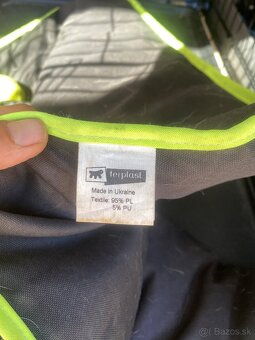 ferplast
Made in Ukraine
Textile: 95% PL
5% PU
© Bazos.sk